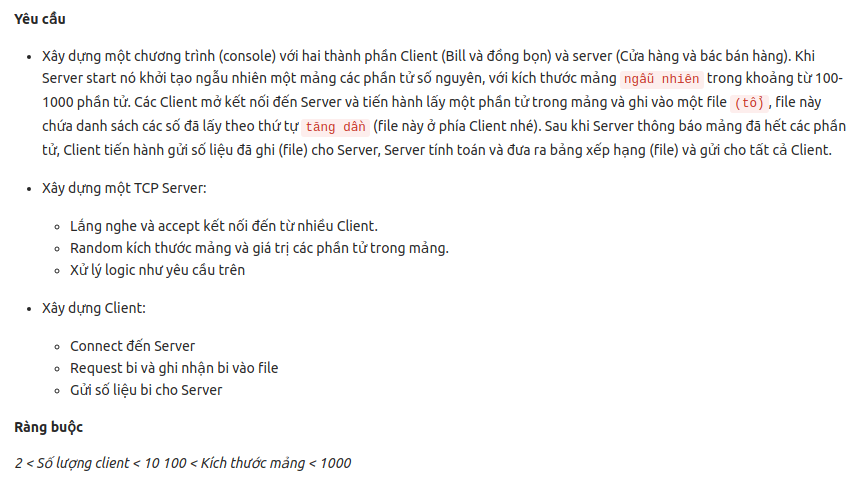 Yêu cầu
Xây dựng một chương trình (console) với hai thành phần Client (Bill và đồng bọn) và server (Cửa hàng và bác bán hàng). Khi
Server start nó khởi tạo ngẫu nhiên một mảng các phần tử số nguyên, với kích thước mảng ngẫu nhiên trong khoảng từ 100-
1000 phần tử. Các Client mở kết nối đến Server và tiến hành lấy một phần tử trong mảng và ghi vào một file (tô), file này
chứa danh sách các số đã lấy theo thứ tự tăng dần (file này ở phía Client nhé). Sau khi Server thông báo mảng đã hết các phần
tử, Client tiến hành gửi số liệu đã ghi (file) cho Server, Server tính toán và đưa ra bảng xếp hạng (file) và gửi cho tất cả Client.
Xây dựng một TCP Server:
Lắng nghe và accept kết nối đến từ nhiều Client.
Random kích thước mảng và giá trị các phần tử trong mảng.
Xử lý logic như yêu cầu trên
Xây dựng Client:
Connect đến Server
Request bi và ghi nhận bi vào file
Gửi số liệu bi cho Server
Ràng buộc
2 < Số lượng client < 10 100 < Kích thước mảng < 1000